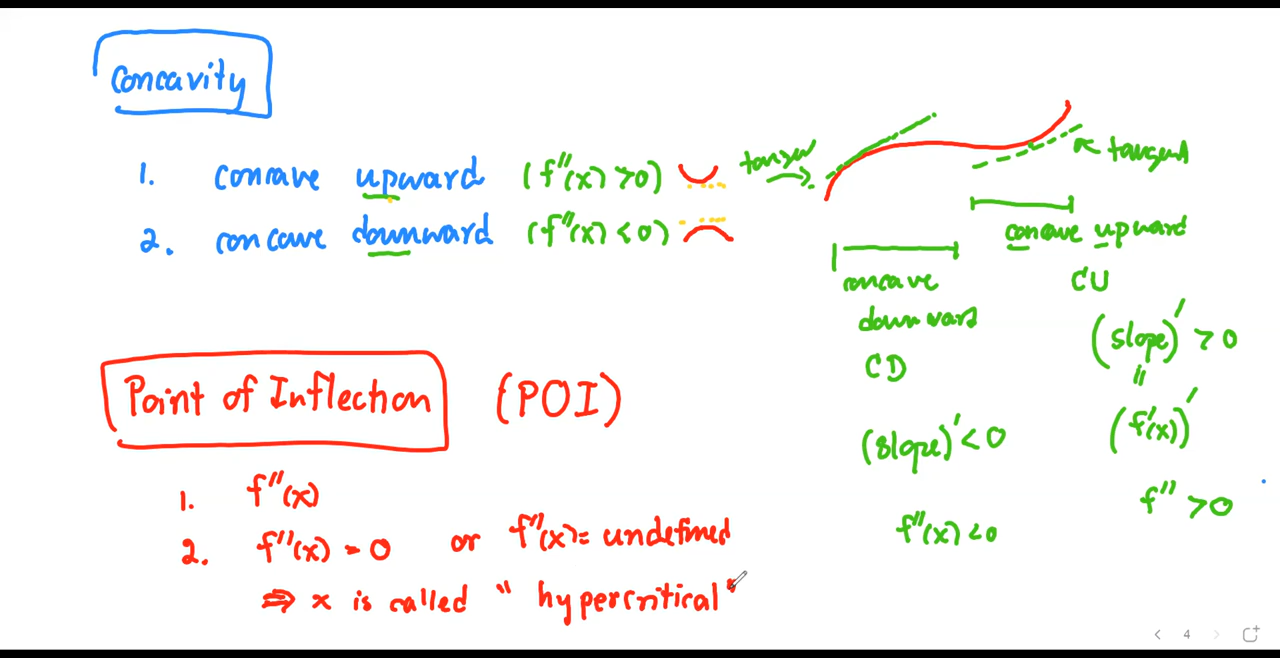 Concavity
1. concave upward (f''(x) > 0)
2. concave downward (f''(x) < 0)
tangent
tangent
concave upward
CU
(slope)' > 0
=
(f'(x))'
f'' > 0
concave
downward
CD
(slope)' < 0
f''(x) < 0
Point of Inflection (POI)
1. f''(x)
2. f''(x) = 0 or f''(x) = undefined
⇒ x is called "hypercritical"
4